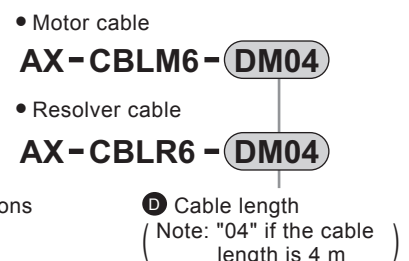 ● Motor cable
AX-CBLM6-DM04
● Resolver cable
AX-CBLR6-DM04
ons
D Cable length
(Note: "04" if the cable
length is 4 m)